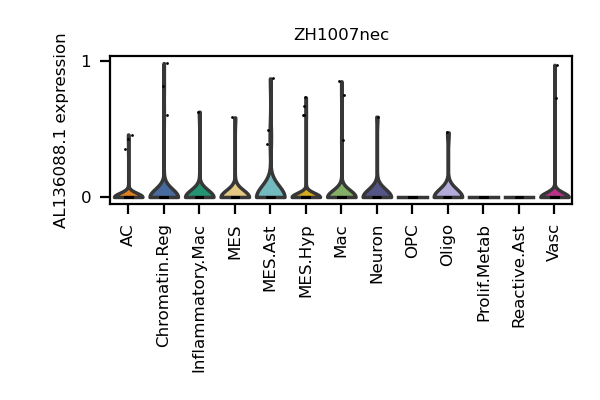 ZH1007nec
AL136088.1 expression
1
0
AC
Chromatin.Reg
Inflammatory.Mac
MES
MES.Ast
MES.Hyp
Mac
Neuron
OPC
Oligo
Prolif.Metab
Reactive.Ast
Vasc